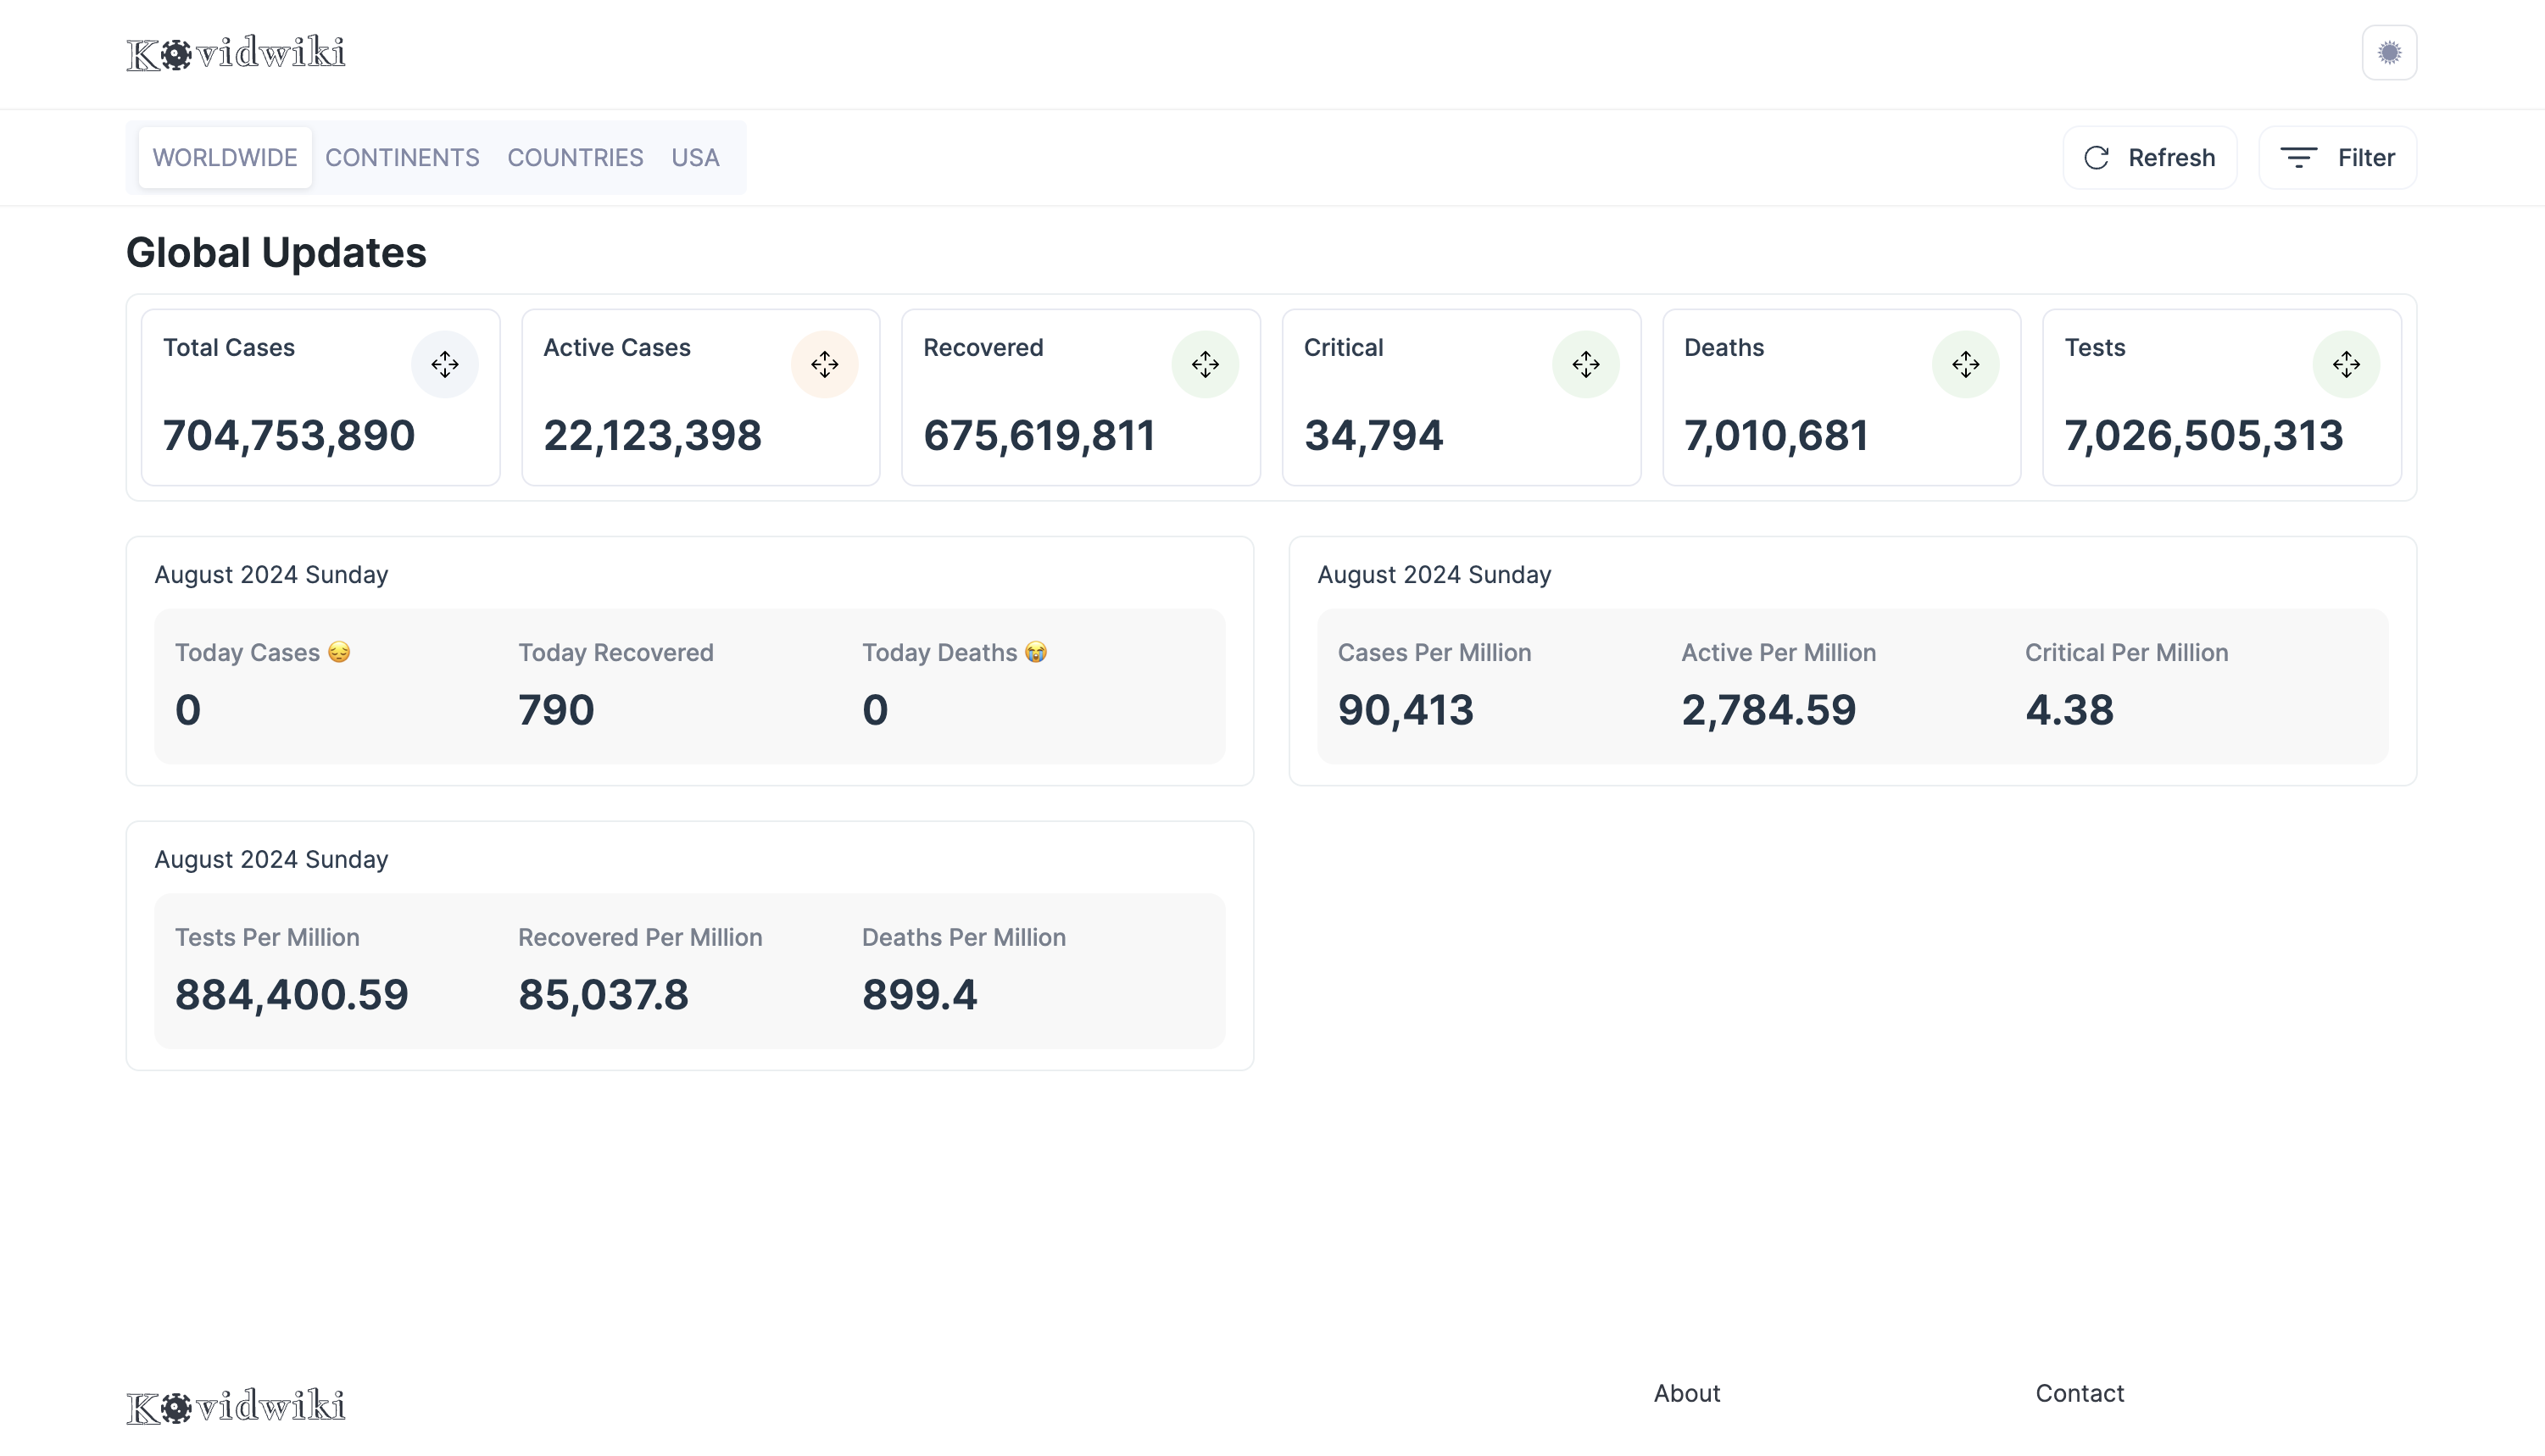 Kovidwiki
WORLDWIDE CONTINENTS COUNTRIES USA Refresh Filter
Global Updates
Total Cases
704,753,890
Active Cases
22,123,398
Recovered
675,619,811
Critical
34,794
Deaths
7,010,681
Tests
7,026,505,313
August 2024 Sunday
Today Cases 😔
0
Today Recovered
790
Today Deaths 😭
0
August 2024 Sunday
Cases Per Million
90,413
Active Per Million
2,784.59
Critical Per Million
4.38
August 2024 Sunday
Tests Per Million
884,400.59
Recovered Per Million
85,037.8
Deaths Per Million
899.4
Kovidwiki
About
Contact